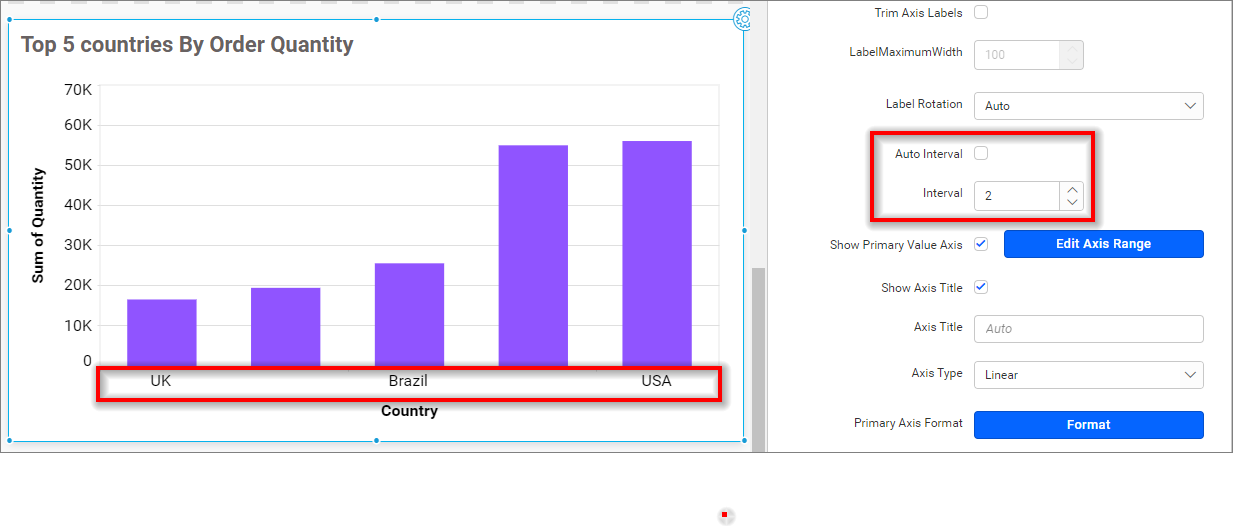 Top 5 countries By Order Quantity
70K
60K
50K
40K
30K
20K
10K
0
Sum of Quantity
UK Brazil USA
Country
Trim Axis Labels
LabelMaximumWidth 100
Label Rotation Auto
Auto Interval
Interval 2
Show Primary Value Axis Edit Axis Range
Show Axis Title
Axis Title Auto
Axis Type Linear
Primary Axis Format Format